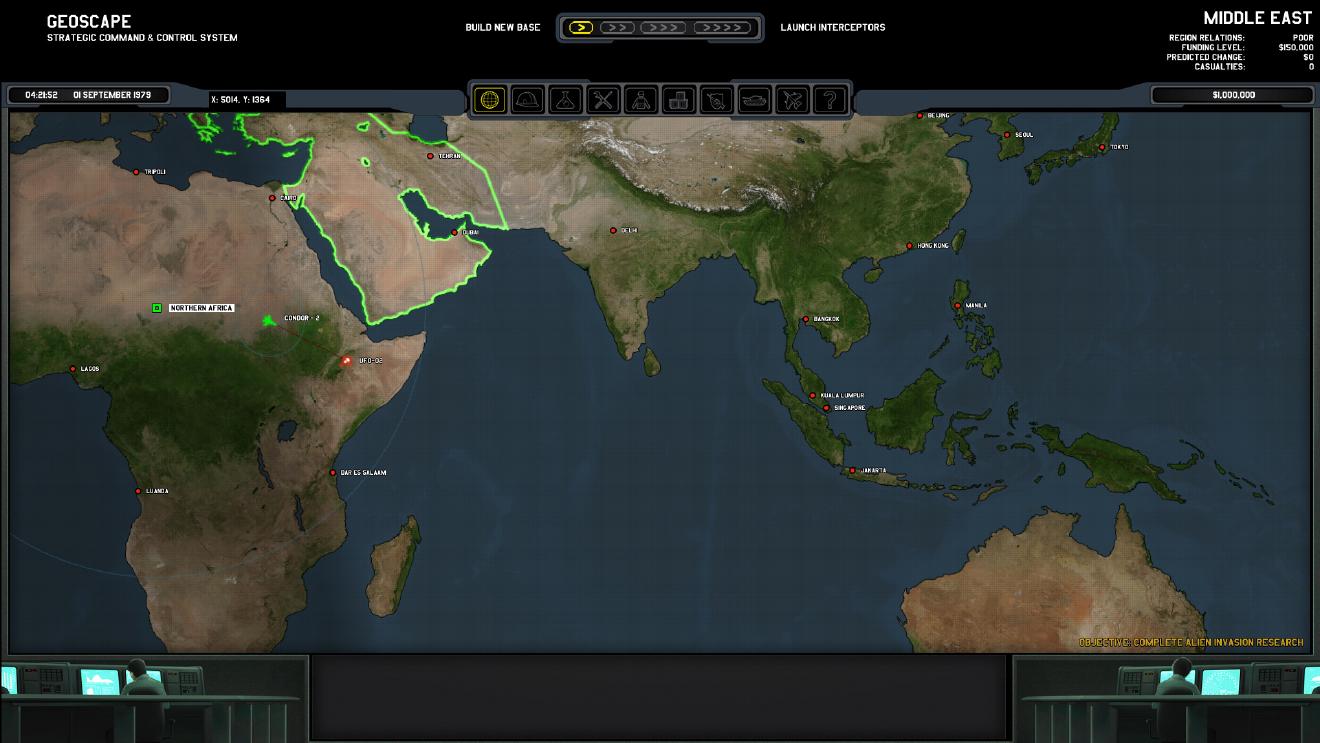 GEOSCAPE
STRATEGIC COMMAND & CONTROL SYSTEM
BUILD NEW BASE
> >> >>> >>>>
LAUNCH INTERCEPTORS
MIDDLE EAST
REGION RELATIONS: POOR
FUNDING LEVEL: $150,000
PREDICTED CHANGE: $0
CASUALTIES: 0
04:21:52 01 SEPTEMBER 1979
X: 5014, Y: 1364
?
$1,000,000
BEIJING
SEOUL
TOKYO
TEHRAN
TRIPOLI
CAIRO
DUBAI
DELHI
HONG KONG
NORTHERN AFRICA
CONDOR - 2
MANILA
BANGKOK
UFO-02
LAGOS
KUALA LUMPUR
SINGAPORE
DAR ES SALAAM
JAKARTA
LUANDA
OBJECTIVE: COMPLETE ALIEN INVASION RESEARCH